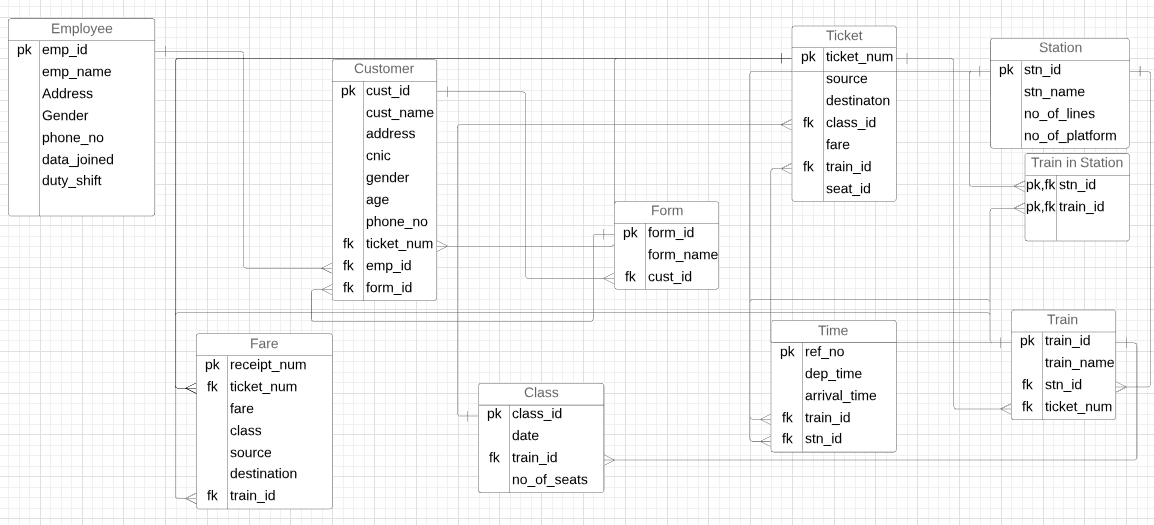 Employee
pk emp_id
emp_name
Address
Gender
phone_no
data_joined
duty_shift
Customer
pk cust_id
cust_name
address
cnic
gender
age
phone_no
fk ticket_num
fk emp_id
fk form_id
Ticket
pk ticket_num
source
destinaton
fk class_id
fare
fk train_id
seat_id
Station
pk stn_id
stn_name
no_of_lines
no_of_platform
Train in Station
pk,fk stn_id
pk,fk train_id
Form
pk form_id
form_name
fk cust_id
Fare
pk receipt_num
fk ticket_num
fare
class
source
destination
fk train_id
Class
pk class_id
date
fk train_id
no_of_seats
Time
pk ref_no
dep_time
arrival_time
fk train_id
fk stn_id
Train
pk train_id
train_name
fk stn_id
fk ticket_num